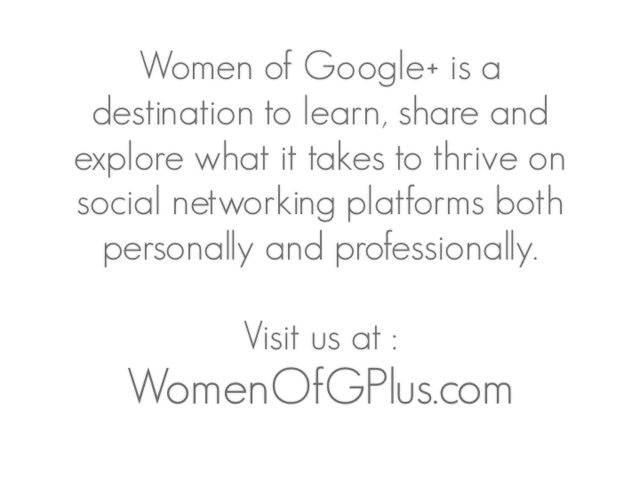 Women of Google+ is a
destination to learn, share and
explore what it takes to thrive on
social networking platforms both
personally and professionally.
Visit us at :
WomenOfGPlus.com